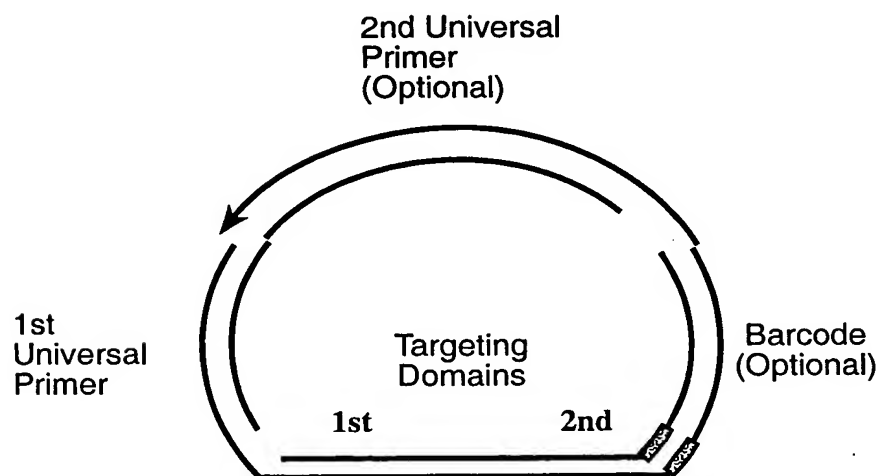 2nd Universal
Primer
(Optional)
1st
Universal
Primer
Targeting
Domains
Barcode
(Optional)
1st
2nd